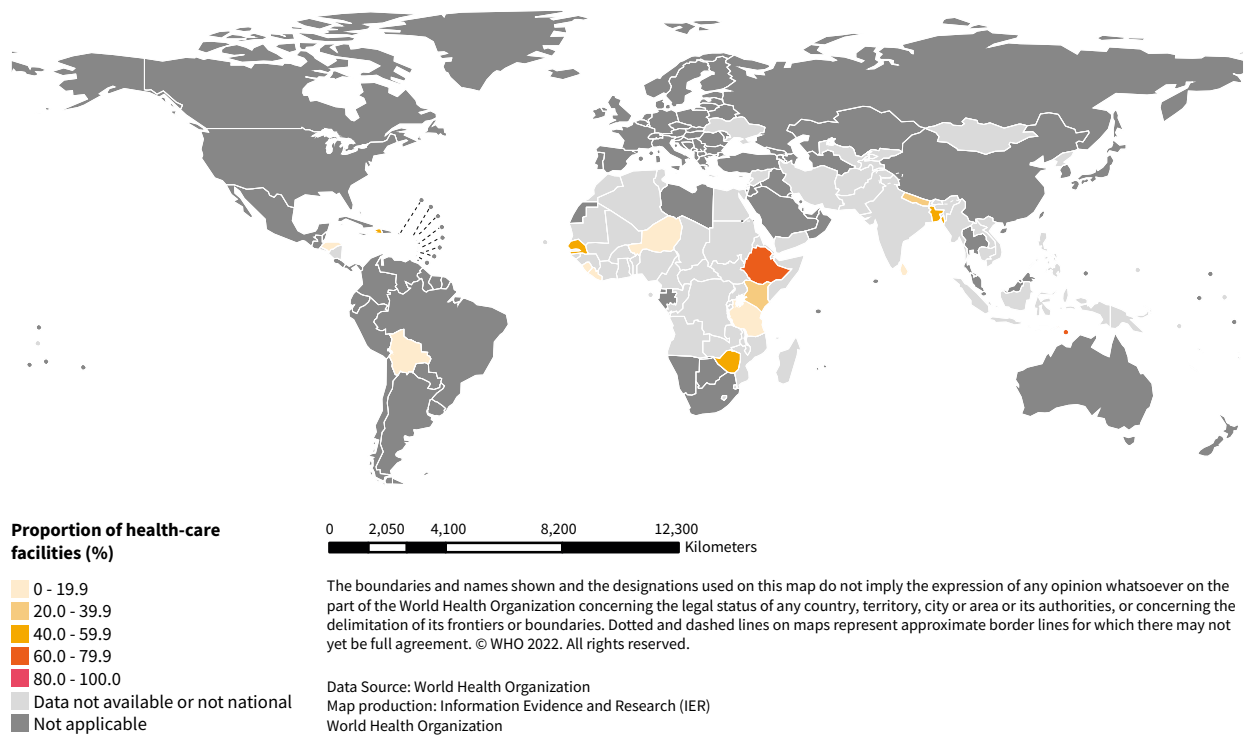 Proportion of health-care
facilities (%)
0 - 19.9
20.0 - 39.9
40.0 - 59.9
60.0 - 79.9
80.0 - 100.0
Data not available or not national
Not applicable
0 2,050 4,100 8,200 12,300
Kilometers
The boundaries and names shown and the designations used on this map do not imply the expression of any opinion whatsoever on the
part of the World Health Organization concerning the legal status of any country, territory, city or area or its authorities, or concerning the
delimitation of its frontiers or boundaries. Dotted and dashed lines on maps represent approximate border lines for which there may not
yet be full agreement. © WHO 2022. All rights reserved.
Data Source: World Health Organization
Map production: Information Evidence and Research (IER)
World Health Organization